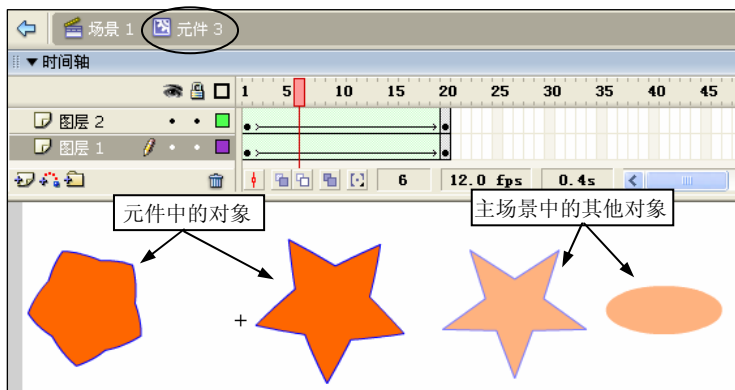 场景 1 元件 3
▼时间轴
1 5 10 15 20 25 30 35 40 45
图层 2
图层 1
6 12.0 fps 0.4s
元件中的对象
主场景中的其他对象
+